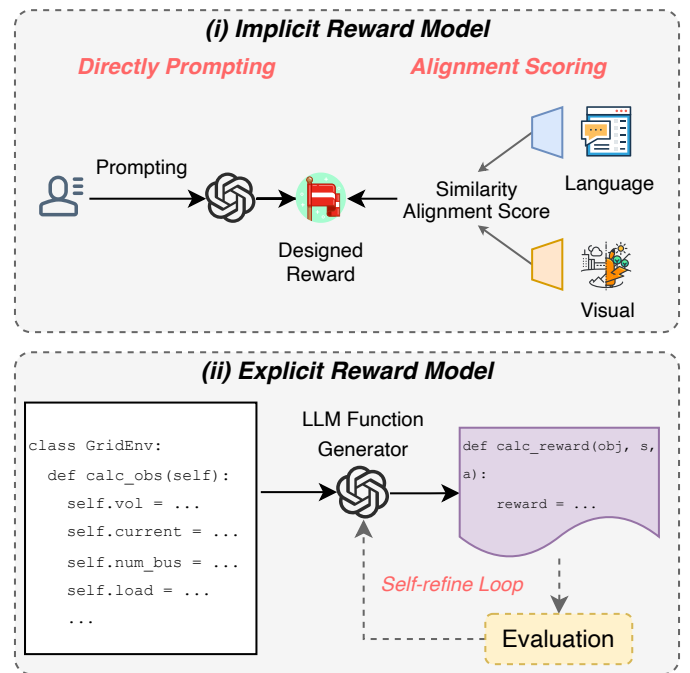 (i) Implicit Reward Model
Directly Prompting
Alignment Scoring
Prompting
Designed
Reward
Similarity
Alignment Score
Language
Visual
(ii) Explicit Reward Model
class GridEnv:
def calc_obs(self):
self.vol = ...
self.current = ...
self.num_bus = ...
self.load = ...
...
LLM Function
Generator
def calc_reward(obj, s,
a):
reward = ...
Self-refine Loop
Evaluation